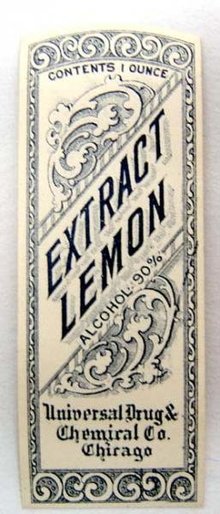 CONTENTS 1 OUNCE
EXTRACT
LEMON
ALCOHOL 90%
Universal Drug &
Chemical Co.
Chicago